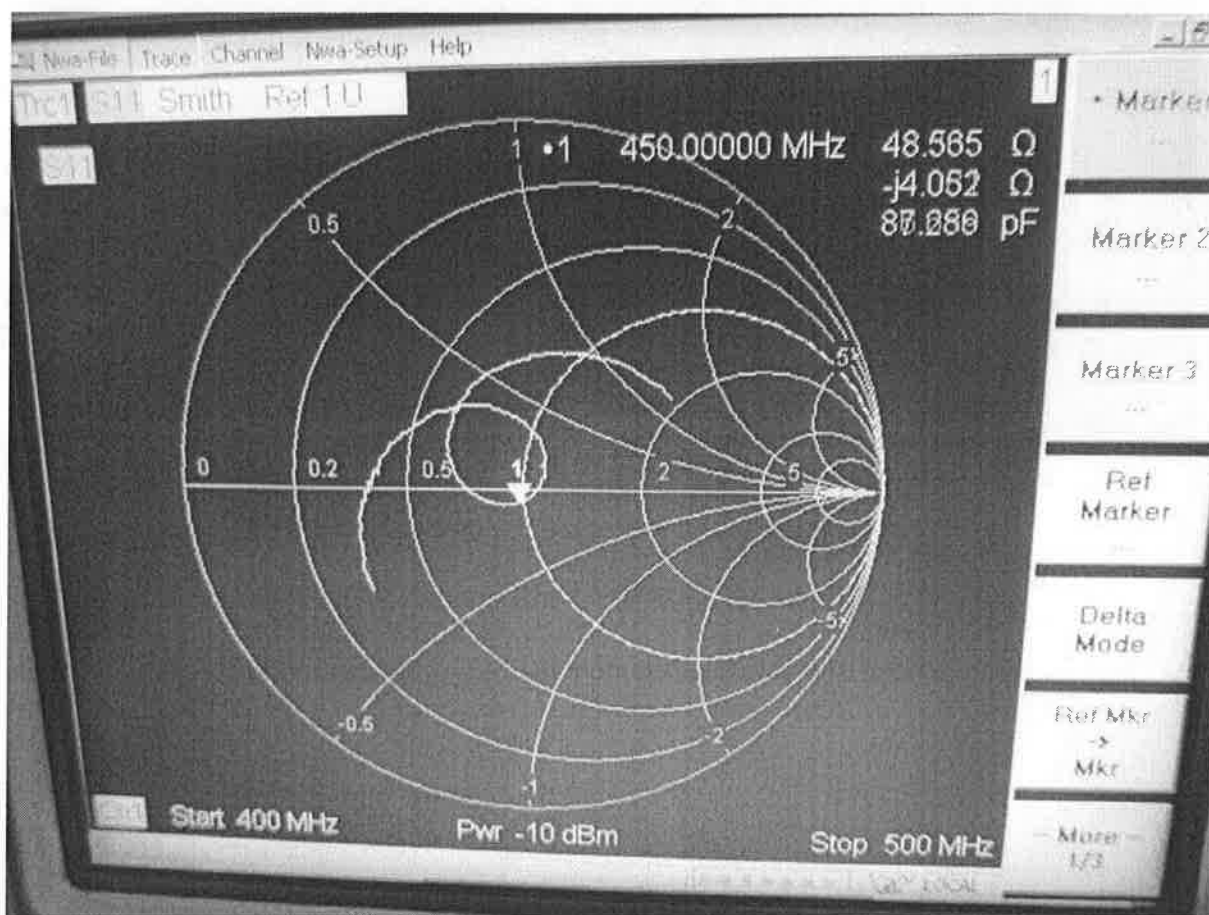 Nwa-File Trace Channel Nwa-Setup Help
Trc1 S11 Smith Ref 1 U
1
• Marker
...
S11
1 •1 450.00000 MHz 48.565 Ω
-j4.052 Ω
pF
0.5
2
Marker 2
...
5
Marker 3
...
0 0.2 0.5 1 2 5
Ref
Marker
...
-5
Delta
Mode
-0.5
-2
-1
Ref Mkr
->
Mkr
Start 400 MHz Pwr -10 dBm Stop 500 MHz
- More -
1/3
LOCAL